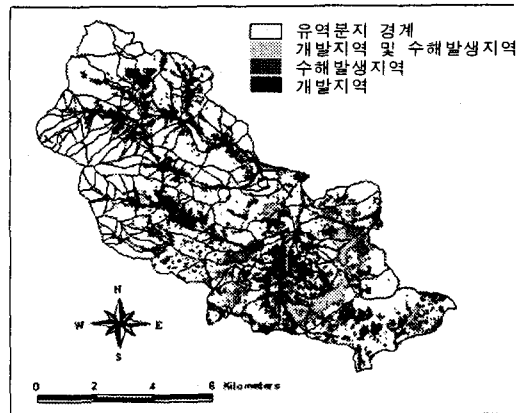 유역분지 경계
개발지역 및 수해발생지역
수해발생지역
개발지역
N
W E
S
0 2 4 6 Kilometers